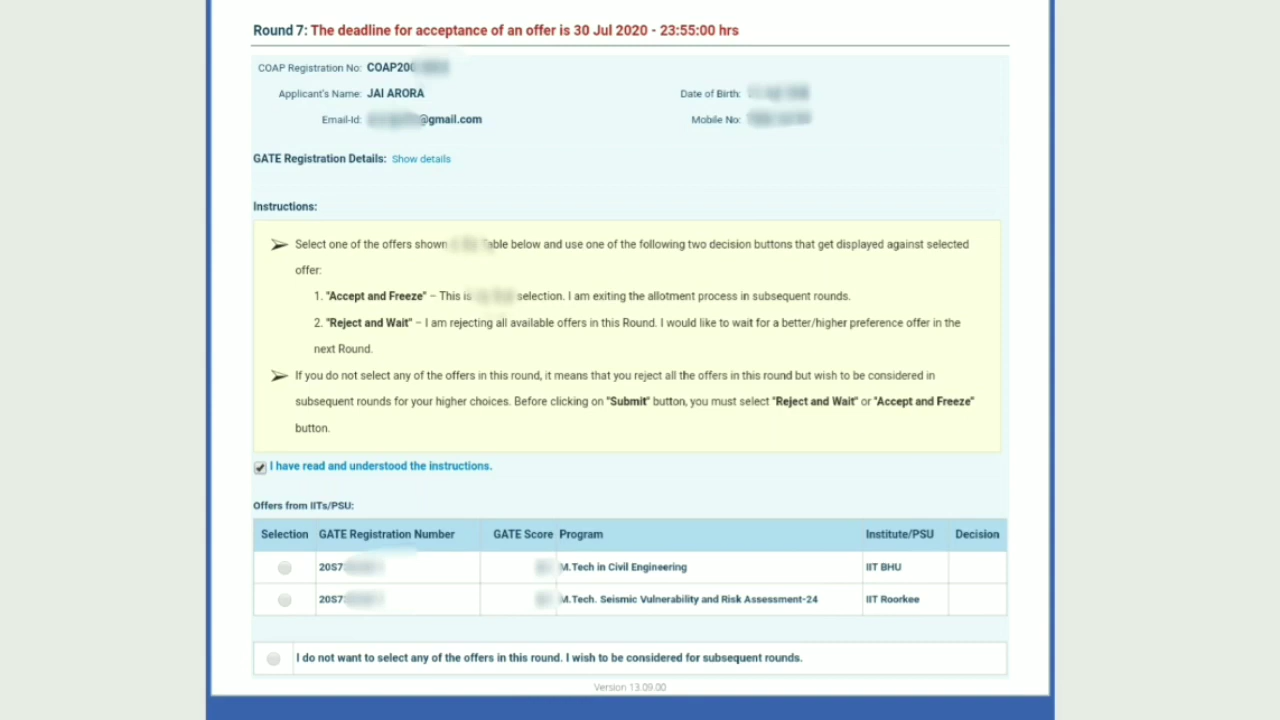 Round 7: The deadline for acceptance of an offer is 30 Jul 2020 - 23:55:00 hrs
COAP Registration No: COAP200
Applicant's Name: JAI ARORA
Date of Birth:
Email-Id: @gmail.com
Mobile No:
GATE Registration Details: Show details
Instructions:
Select one of the offers shown below and use one of the following two decision buttons that get displayed against selected
offer:
1. "Accept and Freeze" – This is selection. I am exiting the allotment process in subsequent rounds.
2. "Reject and Wait" – I am rejecting all available offers in this Round. I would like to wait for a better/higher preference offer in the
next Round.
If you do not select any of the offers in this round, it means that you reject all the offers in this round but wish to be considered in
subsequent rounds for your higher choices. Before clicking on "Submit" button, you must select "Reject and Wait" or "Accept and Freeze"
button.
I have read and understood the instructions.
Offers from IITs/PSU:
Selection GATE Registration Number GATE Score Program Institute/PSU Decision
20S7 M.Tech in Civil Engineering IIT BHU
20S7 M.Tech. Seismic Vulnerability and Risk Assessment-24 IIT Roorkee
I do not want to select any of the offers in this round. I wish to be considered for subsequent rounds.
Version 13.09.00